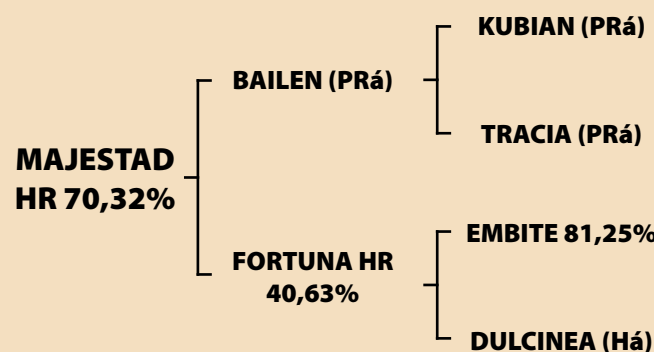 KUBIAN (PRá)
BAILEN (PRá)
TRACIA (PRá)
MAJESTAD
HR 70,32%
EMBITE 81,25%
FORTUNA HR
40,63%
DULCINEA (Há)